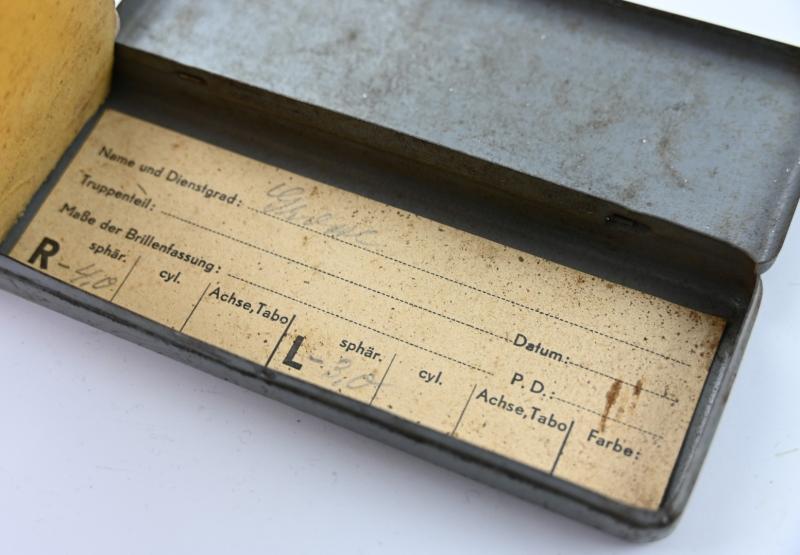 Name und Dienstgrad:
Truppenteil: Datum:
Maße der Brillenfassung: P. D.:
R sphär. cyl. Achse, Tabo L sphär. cyl. Achse, Tabo Farbe:
- 4,0 - 3,0